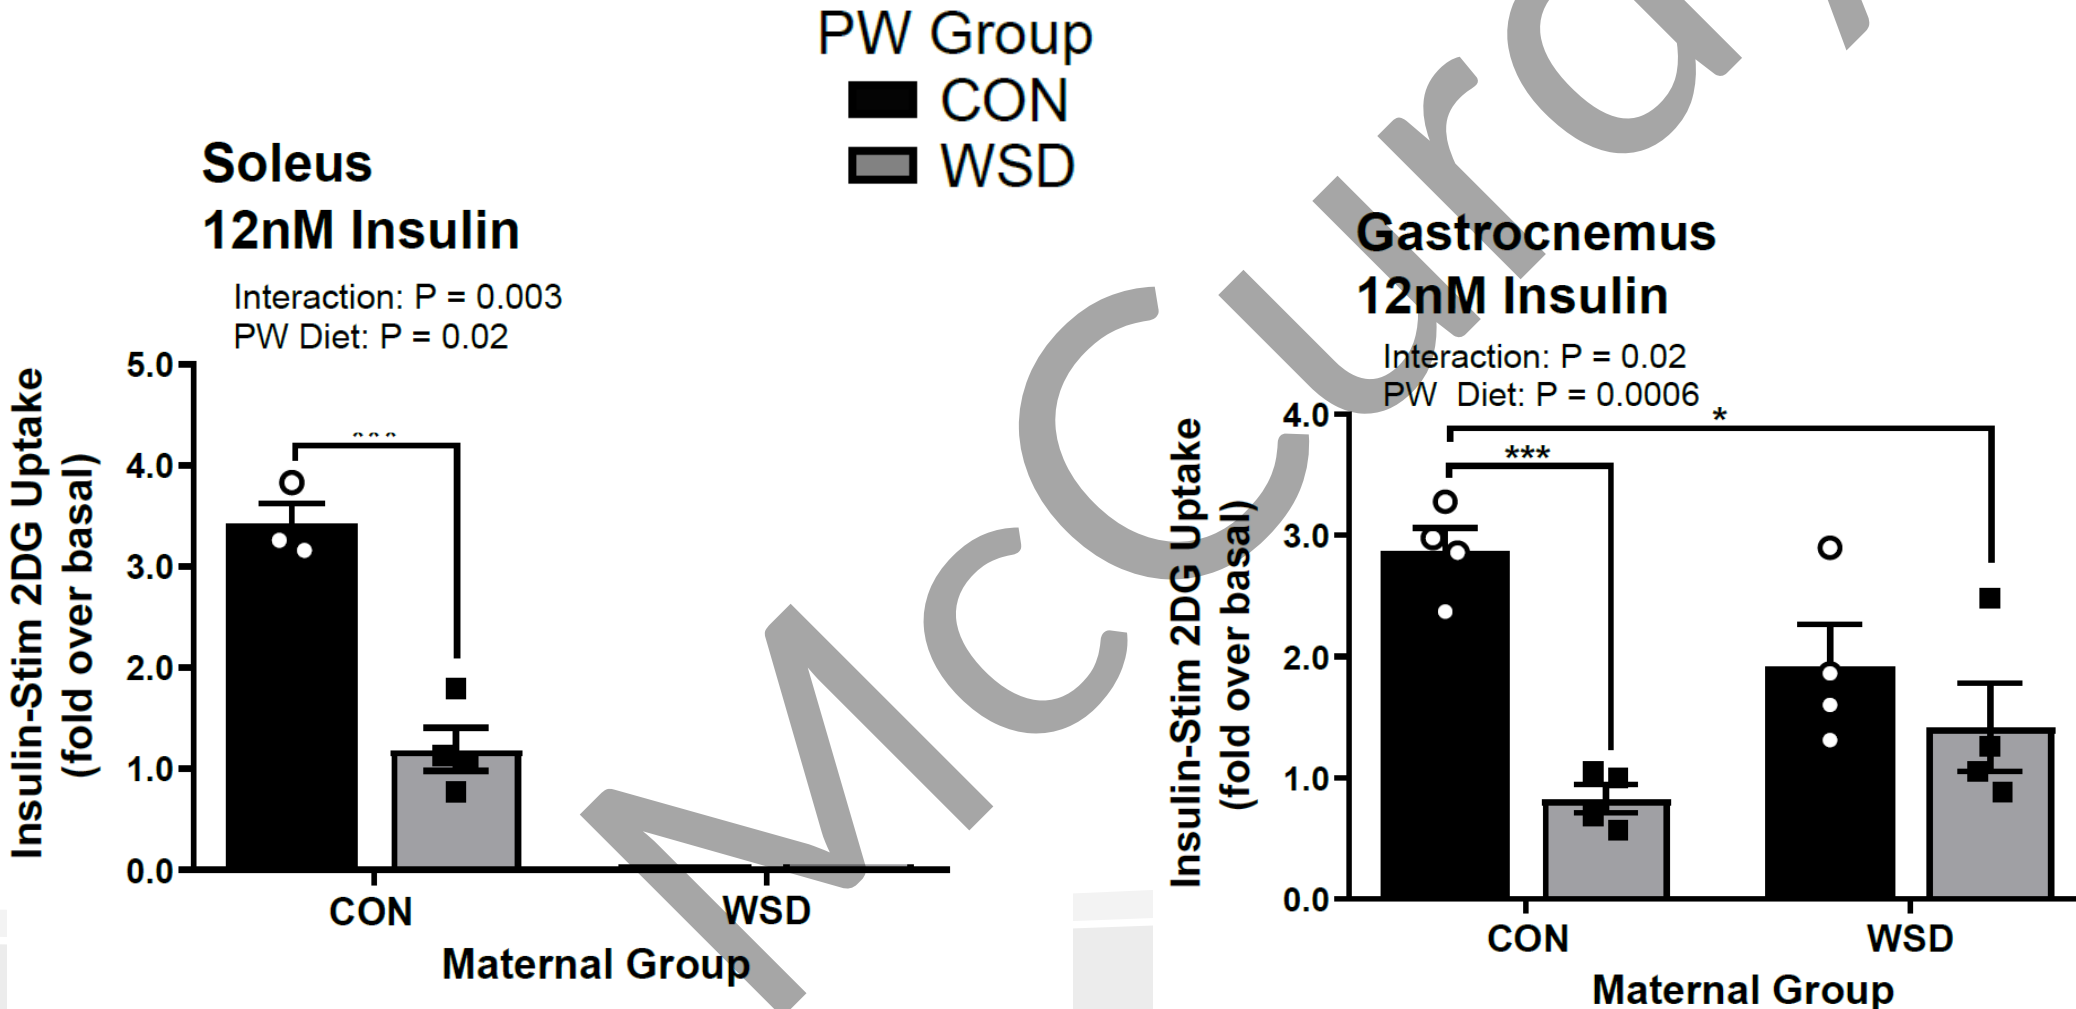 PW Group
CON
WSD
Soleus
12nM Insulin
Interaction: P = 0.003
PW Diet: P = 0.02
Insulin-Stim 2DG Uptake
(fold over basal)
5.0
4.0
3.0
2.0
1.0
0.0
CON
WSD
Maternal Group
Gastrocnemus
12nM Insulin
Interaction: P = 0.02
PW Diet: P = 0.0006
*
***
Insulin-Stim 2DG Uptake
(fold over basal)
4.0
3.0
2.0
1.0
0.0
CON
WSD
Maternal Group
McCurdy